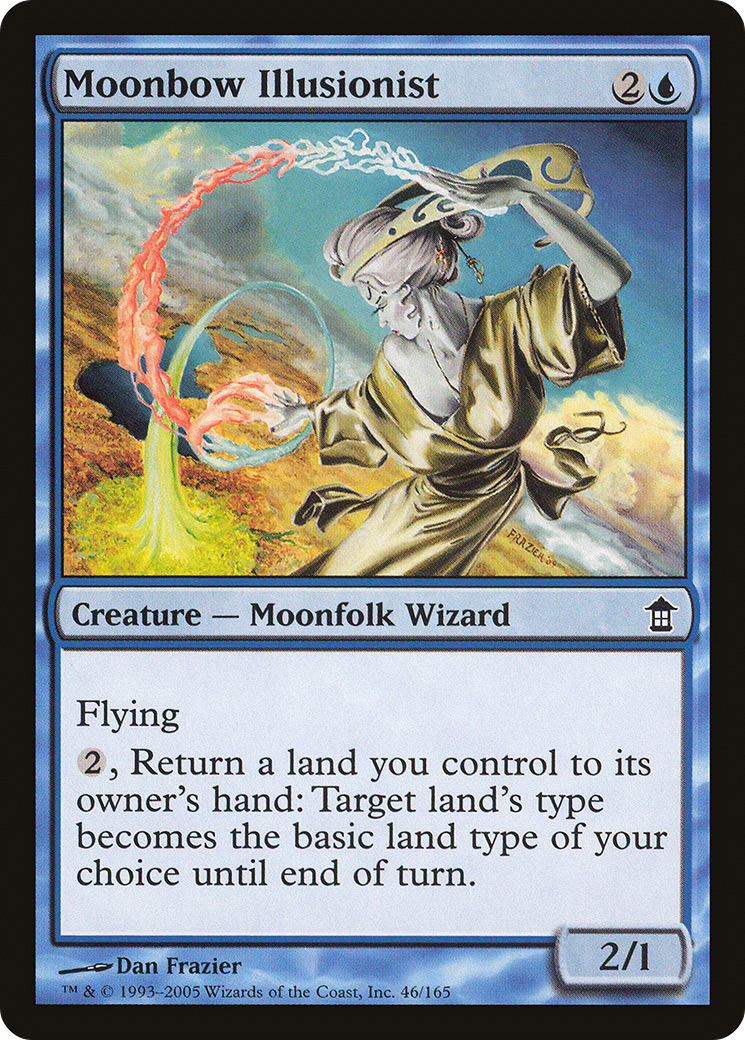 Moonbow Illusionist 2
FRAZIER
Creature — Moonfolk Wizard
Flying
2, Return a land you control to its
owner's hand: Target land's type
becomes the basic land type of your
choice until end of turn.
2/1
Dan Frazier
™ & © 1993–2005 Wizards of the Coast, Inc. 46/165